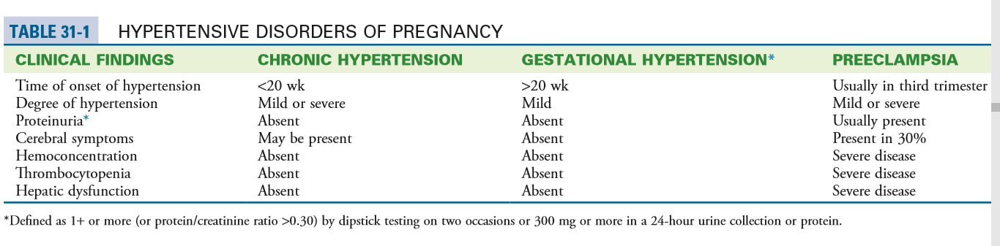 TABLE 31-1 HYPERTENSIVE DISORDERS OF PREGNANCY
CLINICAL FINDINGS CHRONIC HYPERTENSION GESTATIONAL HYPERTENSION* PREECLAMPSIA
Time of onset of hypertension <20 wk >20 wk Usually in third trimester
Degree of hypertension Mild or severe Mild Mild or severe
Proteinuria* Absent Absent Usually present
Cerebral symptoms May be present Absent Present in 30%
Hemoconcentration Absent Absent Severe disease
Thrombocytopenia Absent Absent Severe disease
Hepatic dysfunction Absent Absent Severe disease
*Defined as 1+ or more (or protein/creatinine ratio >0.30) by dipstick testing on two occasions or 300 mg or more in a 24-hour urine collection or protein.